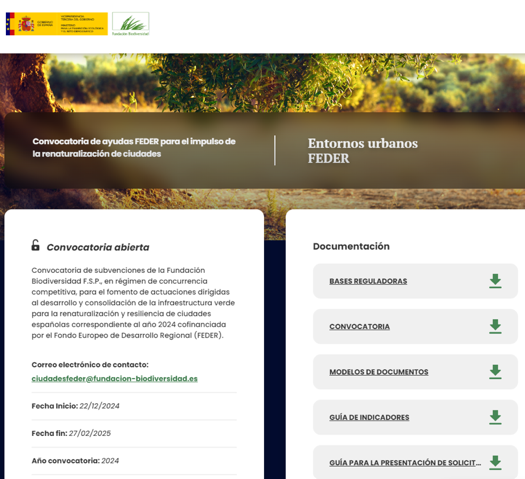 GOBIERNO
DE ESPAÑA
VICEPRESIDENCIA
TERCERA DEL GOBIERNO
MINISTERIO
PARA LA TRANSICIÓN ECOLÓGICA
Y EL RETO DEMOGRÁFICO
Fundación Biodiversidad
Convocatoria de ayudas FEDER para el impulso de
la renaturalización de ciudades
Entornos urbanos
FEDER
Convocatoria abierta
Convocatoria de subvenciones de la Fundación
Biodiversidad F.S.P., en régimen de concurrencia
competitiva, para el fomento de actuaciones dirigidas
al desarrollo y consolidación de la infraestructura verde
para la renaturalización y resiliencia de ciudades
españolas correspondiente al año 2024 cofinanciada
por el Fondo Europeo de Desarrollo Regional (FEDER).
Correo electrónico de contacto:
ciudadesfeder@fundacion-biodiversidad.es
Fecha Inicio: 22/12/2024
Fecha fin: 27/02/2025
Año convocatoria: 2024
Documentación
BASES REGULADORAS
CONVOCATORIA
MODELOS DE DOCUMENTOS
GUÍA DE INDICADORES
GUÍA PARA LA PRESENTACIÓN DE SOLICIT...